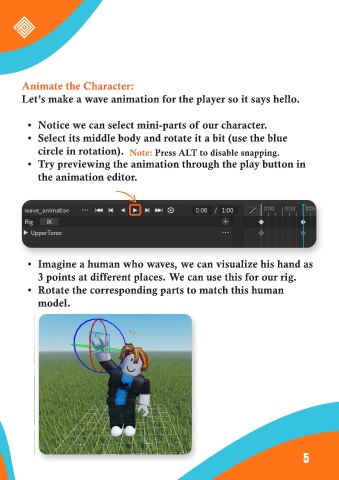 Animate the Character:
Let's make a wave animation for the player so it says hello.
• Notice we can select mini-parts of our character.
• Select its middle body and rotate it a bit (use the blue
circle in rotation). Note: Press ALT to disable snapping.
• Try previewing the animation through the play button in
the animation editor.
wave_animation ··· 0:06 / 1:00 0:00 0:03 0:06
Rig IK +
UpperTorso ···
• Imagine a human who waves, we can visualize his hand as
3 points at different places. We can use this for our rig.
• Rotate the corresponding parts to match this human
model.
5